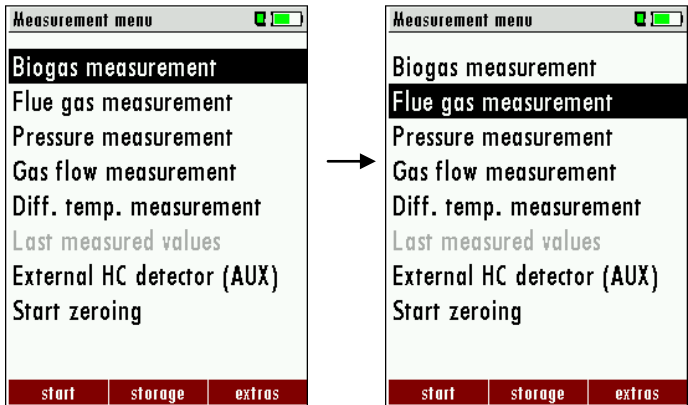 Measurement menu
Biogas measurement
Flue gas measurement
Pressure measurement
Gas flow measurement
Diff. temp. measurement
Last measured values
External HC detector (AUX)
Start zeroing
start storage extras
Measurement menu
Biogas measurement
Flue gas measurement
Pressure measurement
Gas flow measurement
Diff. temp. measurement
Last measured values
External HC detector (AUX)
Start zeroing
start storage extras